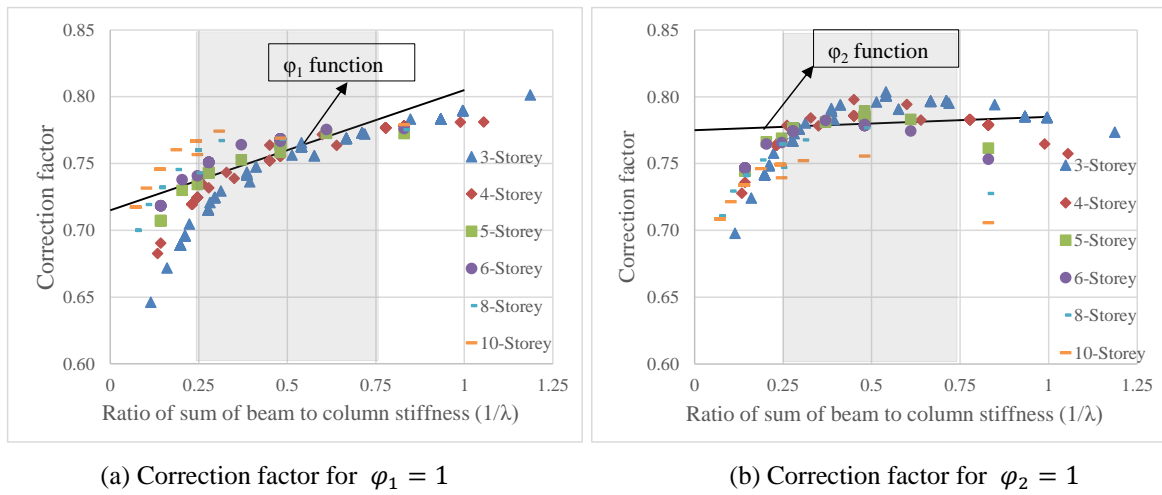 0.85
0.80
0.75
0.70
0.65
0.60
Correction factor
φ1 function
3-Storey
4-Storey
5-Storey
6-Storey
8-Storey
10-Storey
0 0.25 0.5 0.75 1 1.25
Ratio of sum of beam to column stiffness (1/λ)
(a) Correction factor for φ1 = 1
0.85
0.80
0.75
0.70
0.65
0.60
Correction factor
φ2 function
3-Storey
4-Storey
5-Storey
6-Storey
8-Storey
10-Storey
0 0.25 0.5 0.75 1 1.25
Ratio of sum of beam to column stiffness (1/λ)
(b) Correction factor for φ2 = 1